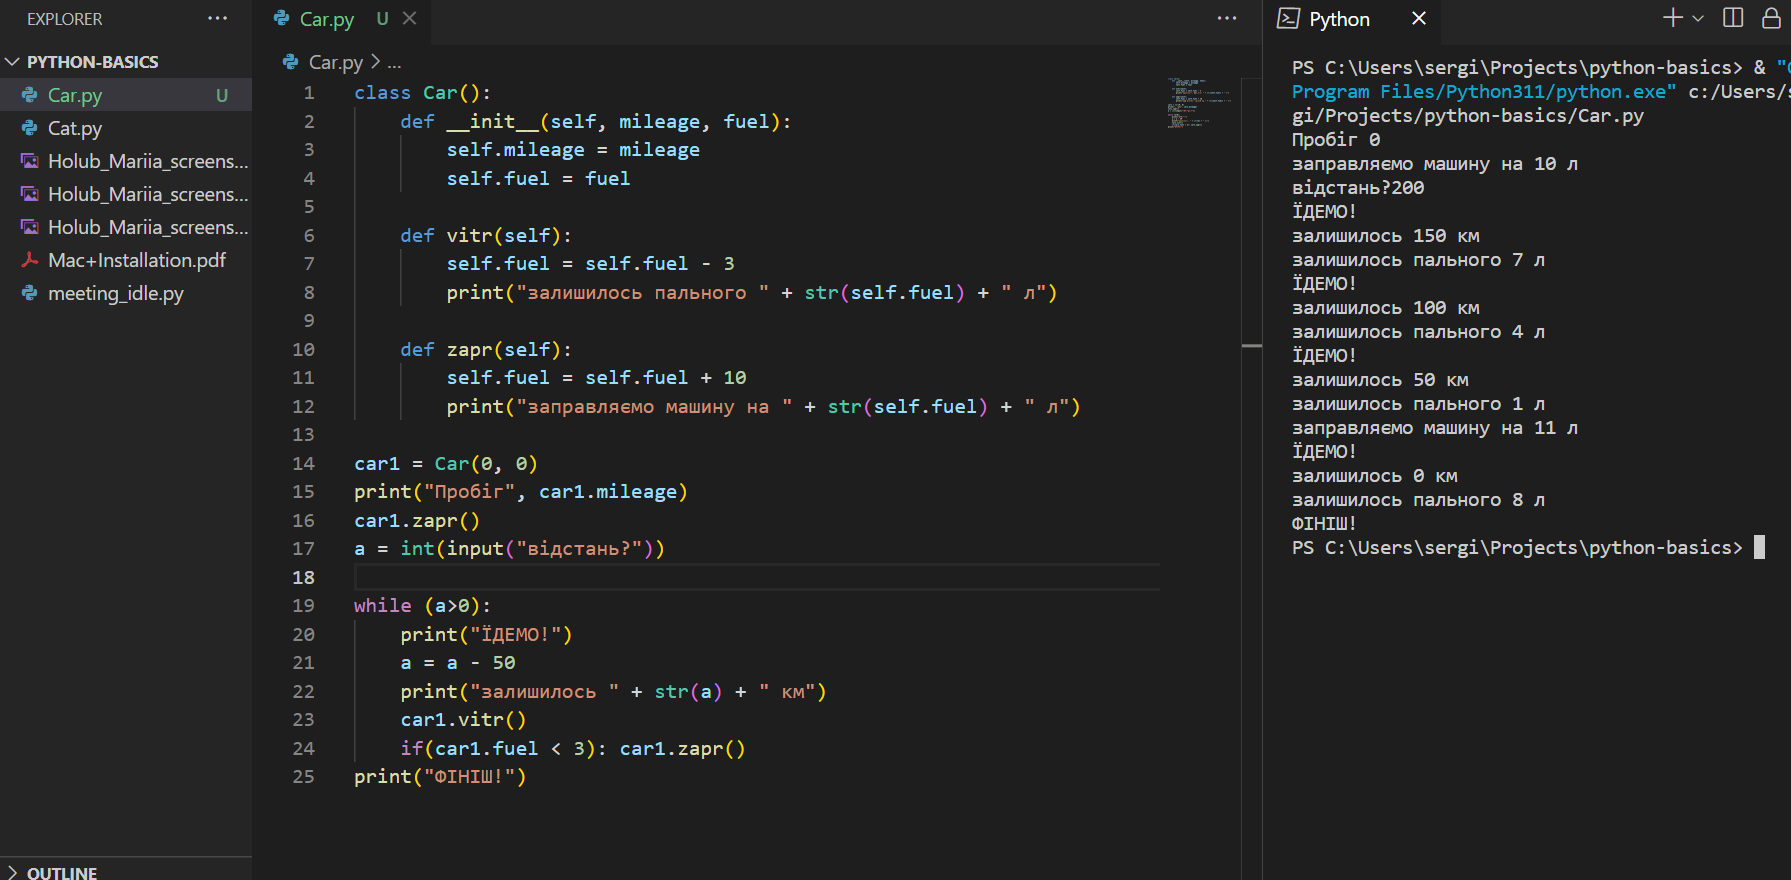 EXPLORER
PYTHON-BASICS
Car.py U
Cat.py
Holub_Mariia_screens...
Holub_Mariia_screens...
Holub_Mariia_screens...
Mac+Installation.pdf
meeting_idle.py
OUTLINE
Car.py U
Car.py > ...
1 class Car():
2 def __init__(self, mileage, fuel):
3 self.mileage = mileage
4 self.fuel = fuel
5
6 def vitr(self):
7 self.fuel = self.fuel - 3
8 print("залишилось пального " + str(self.fuel) + " л")
9
10 def zapr(self):
11 self.fuel = self.fuel + 10
12 print("заправляємо машину на " + str(self.fuel) + " л")
13
14 car1 = Car(0, 0)
15 print("Пробіг", car1.mileage)
16 car1.zapr()
17 a = int(input("відстань?"))
18
19 while (a>0):
20 print("ЇДЕМО!")
21 a = a - 50
22 print("залишилось " + str(a) + " км")
23 car1.vitr()
24 if(car1.fuel < 3): car1.zapr()
25 print("ФІНІШ!")
Python
PS C:\Users\sergi\Projects\python-basics> & "
Program Files/Python311/python.exe" c:/Users/
gi/Projects/python-basics/Car.py
Пробіг 0
заправляємо машину на 10 л
відстань?200
ЇДЕМО!
залишилось 150 км
залишилось пального 7 л
ЇДЕМО!
залишилось 100 км
залишилось пального 4 л
ЇДЕМО!
залишилось 50 км
залишилось пального 1 л
заправляємо машину на 11 л
ЇДЕМО!
залишилось 0 км
залишилось пального 8 л
ФІНІШ!
PS C:\Users\sergi\Projects\python-basics>